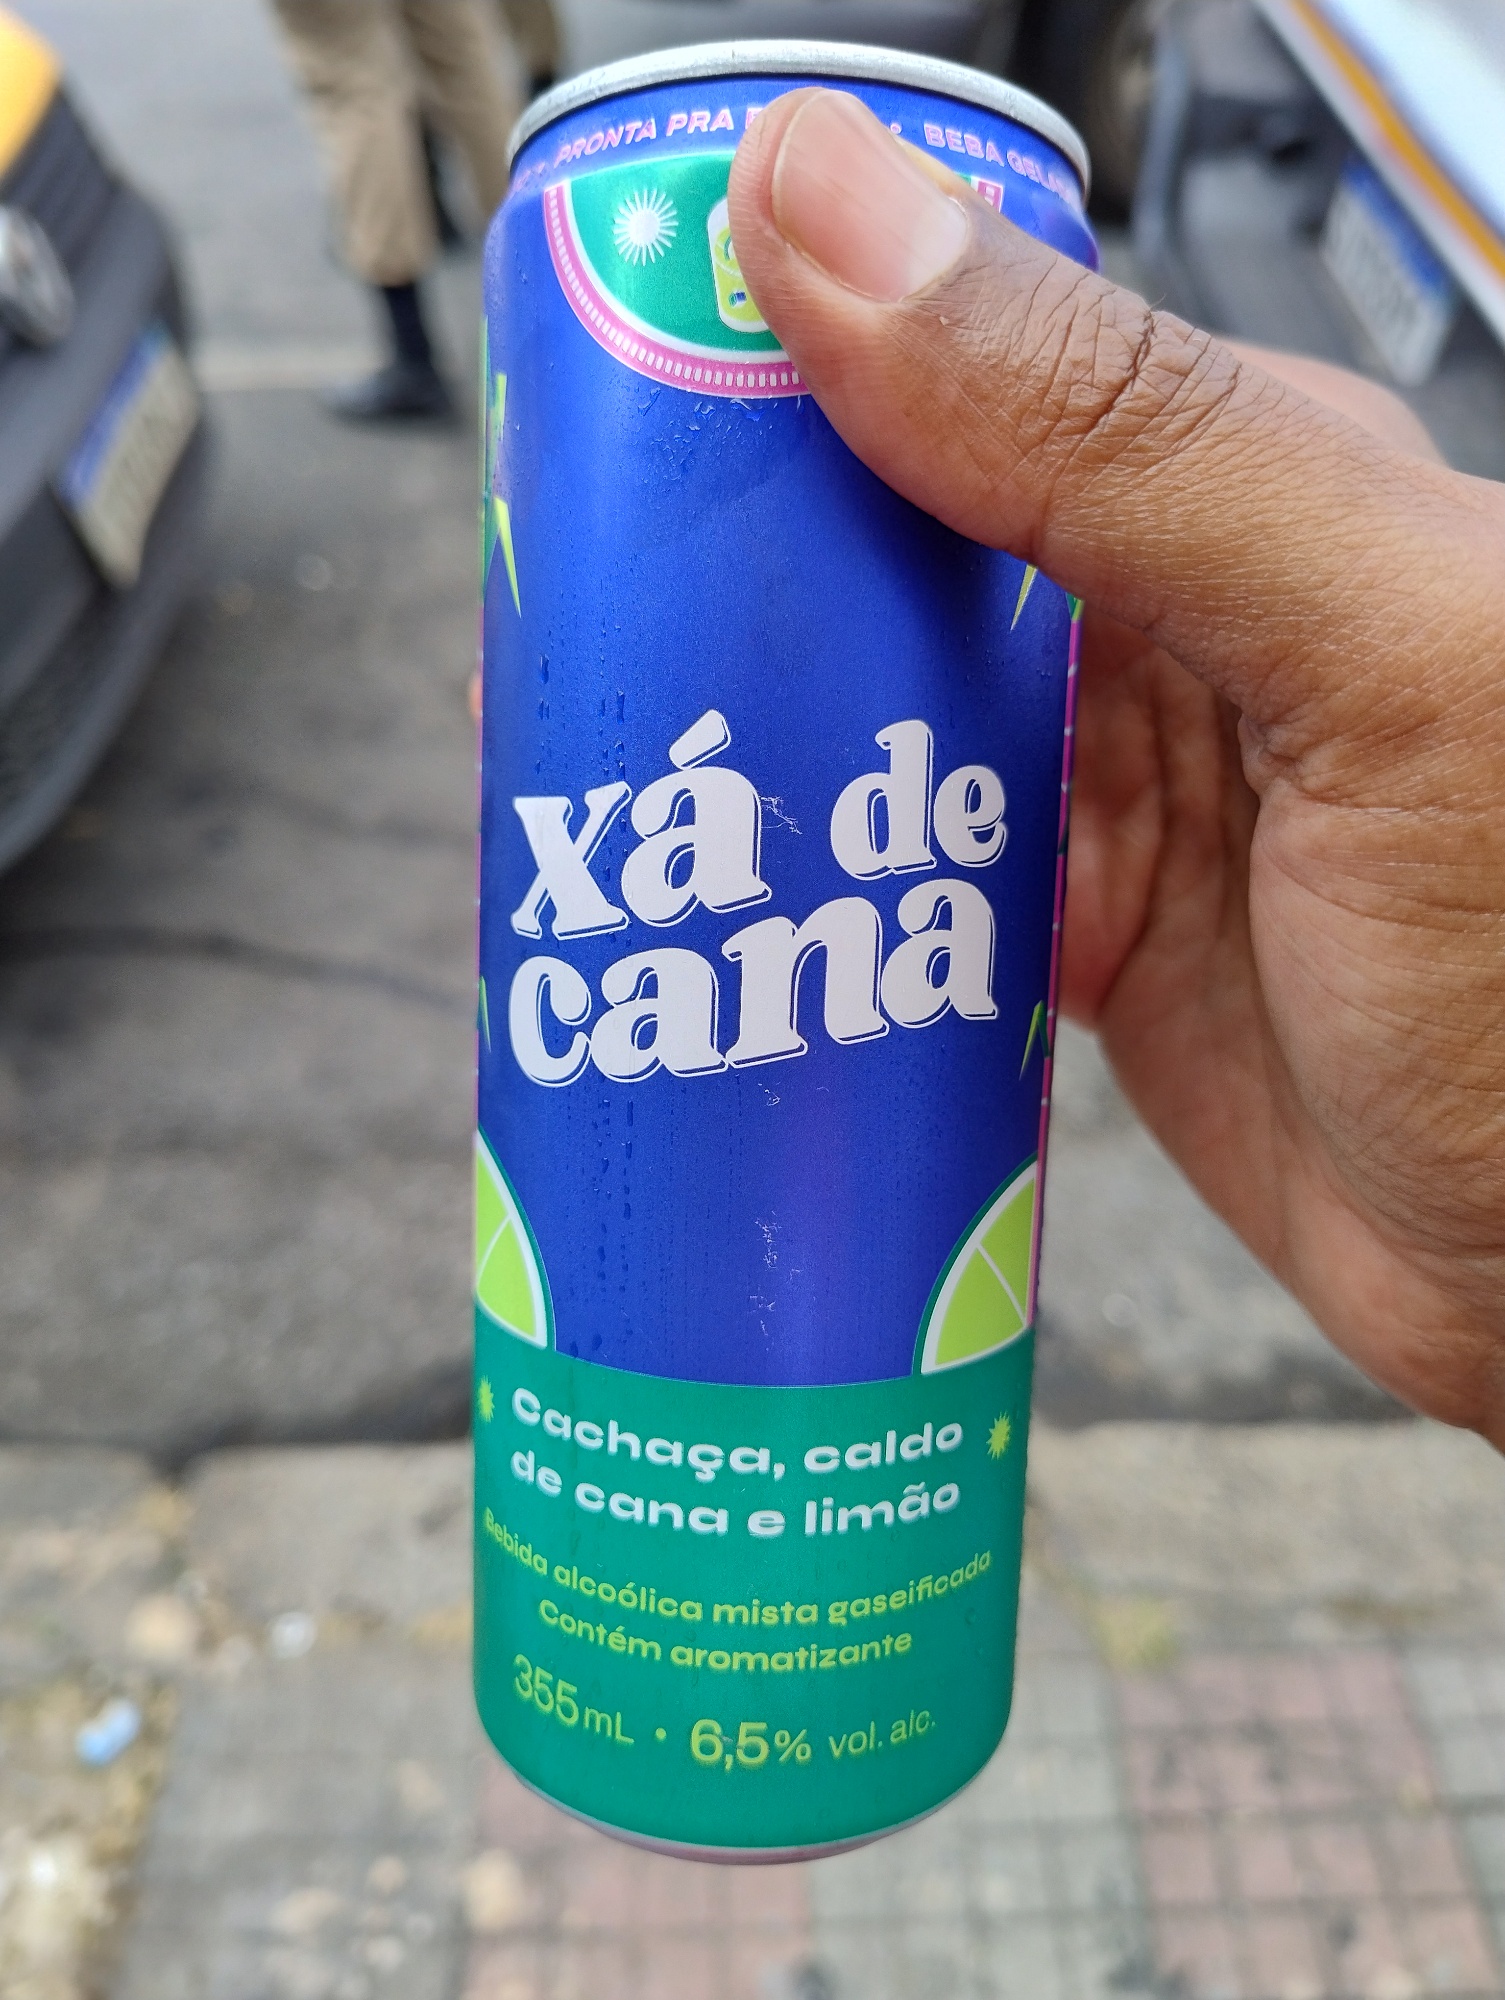 PRONTA PRA
BEBA
xá de
cana
Cachaça, caldo
de cana e limão
Bebida alcoólica mista gaseificada
Contém aromatizante
355mL • 6,5% vol. alc.